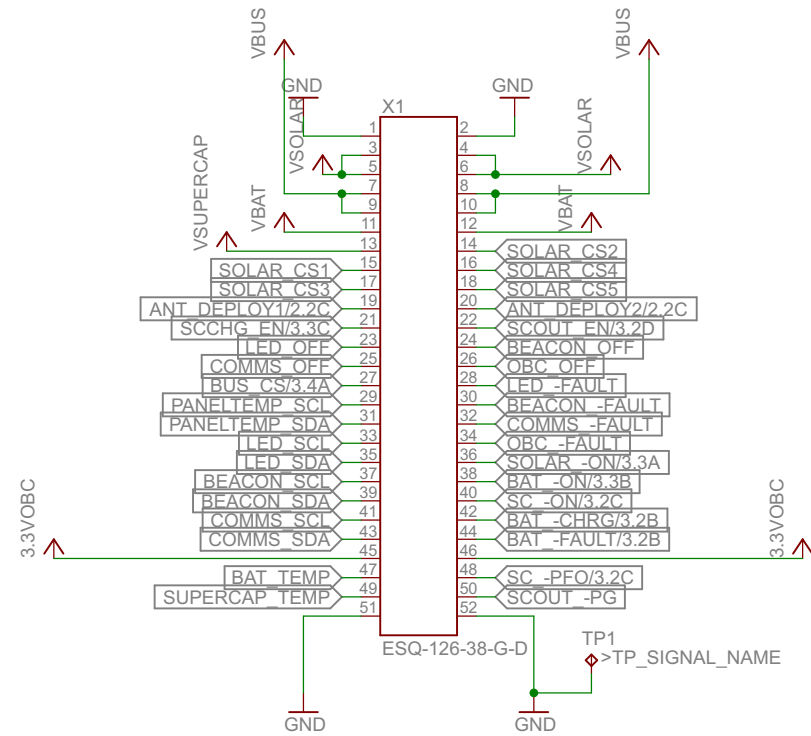 VBUS
VBUS
GND
GND
X1
VSOLAR
VSOLAR
VSUPERCAP
VBAT
VBAT
1 2
3 4
5 6
7 8
9 10
11 12
13 14 SOLAR_CS2
SOLAR_CS1 15 16 SOLAR_CS4
SOLAR_CS3 17 18 SOLAR_CS5
ANT_DEPLOY1/2.2C 19 20 ANT_DEPLOY2/2.2C
SCCHG_EN/3.3C 21 22 SCOUT_EN/3.2D
LED_OFF 23 24 BEACON_OFF
COMMS_OFF 25 26 OBC_OFF
BUS_CS/3.4A 27 28 LED_-FAULT
PANELTEMP_SCL 29 30 BEACON_-FAULT
PANELTEMP_SDA 31 32 COMMS_-FAULT
LED_SCL 33 34 OBC_-FAULT
LED_SDA 35 36 SOLAR_-ON/3.3A
BEACON_SCL 37 38 BAT_-ON/3.3B
BEACON_SDA 39 40 SC_-ON/3.2C
COMMS_SCL 41 42 BAT_-CHRG/3.2B
COMMS_SDA 43 44 BAT_-FAULT/3.2B
3.3VOBC 45 46 3.3VOBC
BAT_TEMP 47 48 SC_-PFO/3.2C
SUPERCAP_TEMP 49 50 SCOUT_-PG
51 52
ESQ-126-38-G-D
TP1
>TP_SIGNAL_NAME
GND
GND